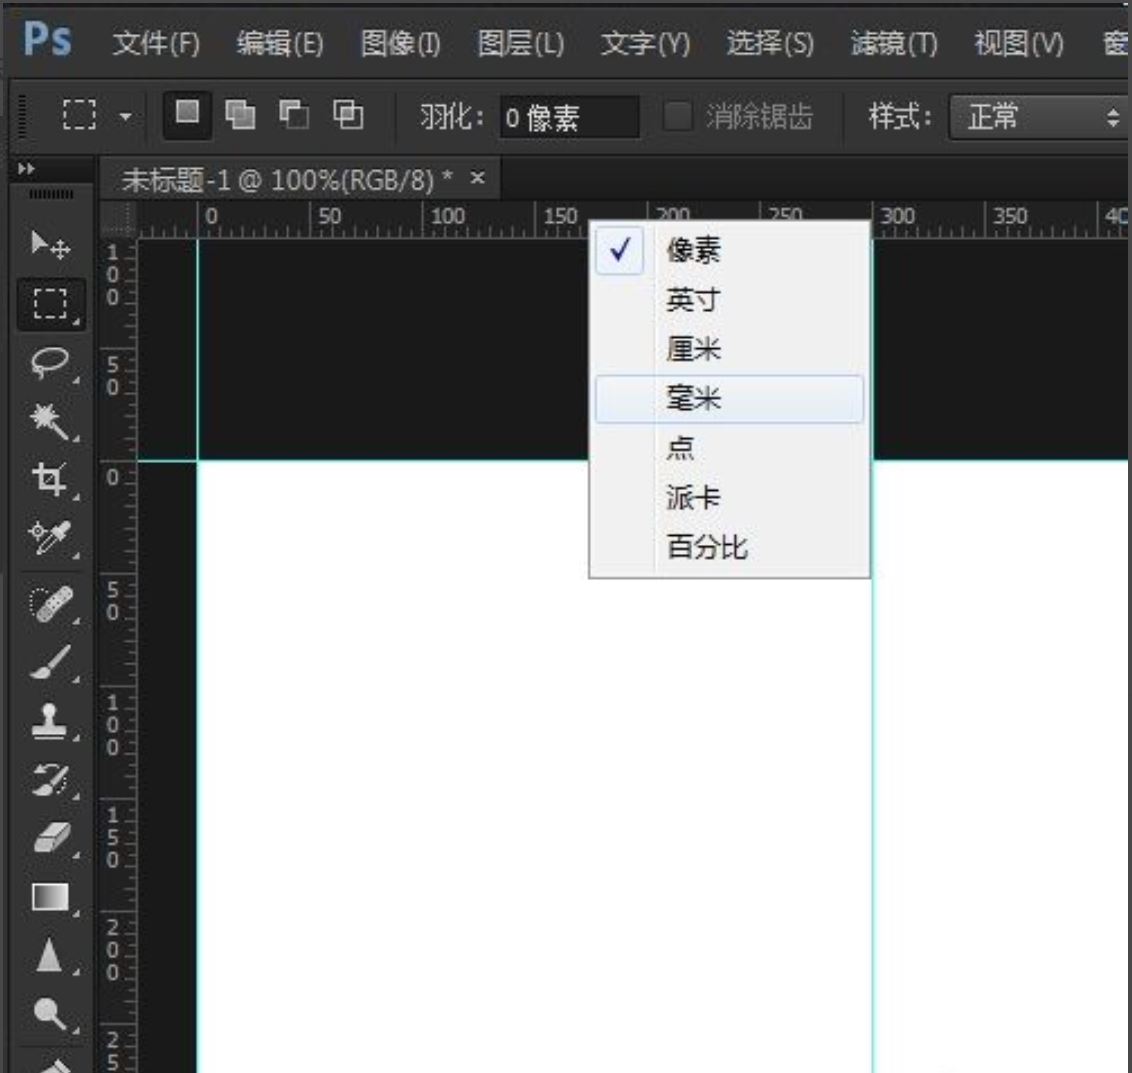 Ps 文件(F) 编辑(E) 图像(I) 图层(L) 文字(Y) 选择(S) 滤镜(T) 视图(V)
羽化: 0 像素 消除锯齿 样式: 正常
未标题-1 @ 100%(RGB/8) * ×
0 50 100 150 200 250 300 350
像素
英寸
厘米
毫米
点
派卡
百分比
100
50
0
50
100
150
200